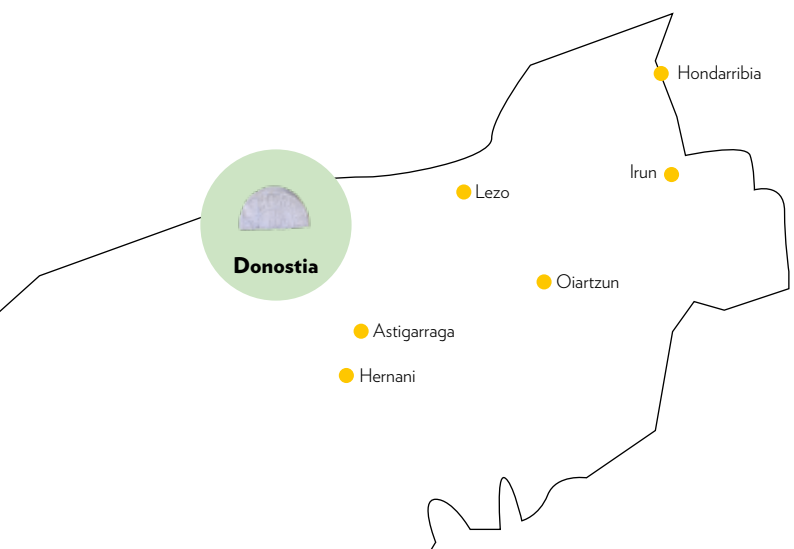 Hondarribia
Irun
Lezo
Donostia
Oiartzun
Astigarraga
Hernani